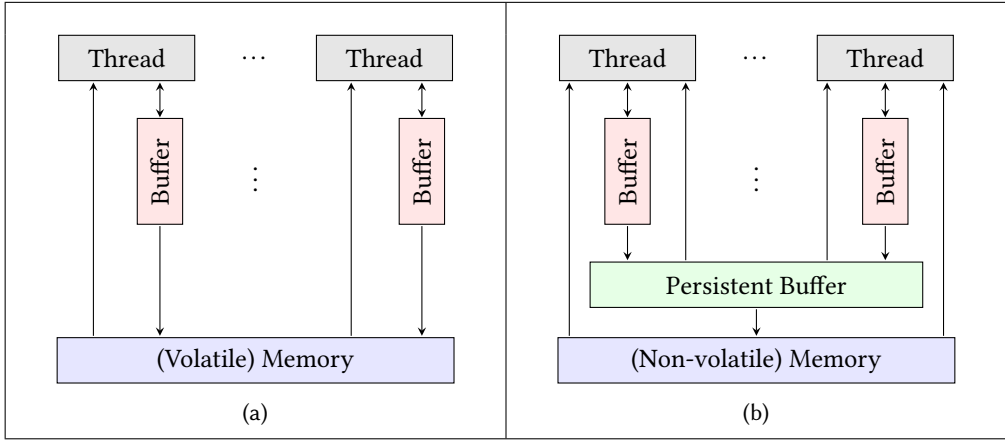 Thread ... Thread
Buffer ⋮ Buffer
(Volatile) Memory
(a)
Thread ... Thread
Buffer ⋮ Buffer
Persistent Buffer
(Non-volatile) Memory
(b)